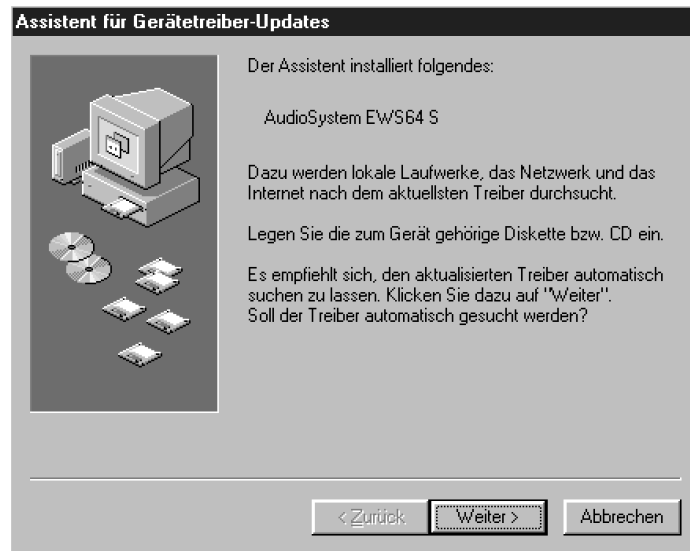 Assistent für Gerätetreiber-Updates
Der Assistent installiert folgendes:
AudioSystem EWS64 S
Dazu werden lokale Laufwerke, das Netzwerk und das
Internet nach dem aktuellsten Treiber durchsucht.
Legen Sie die zum Gerät gehörige Diskette bzw. CD ein.
Es empfiehlt sich, den aktualisierten Treiber automatisch
suchen zu lassen. Klicken Sie dazu auf "Weiter".
Soll der Treiber automatisch gesucht werden?
< Zurück
Weiter >
Abbrechen